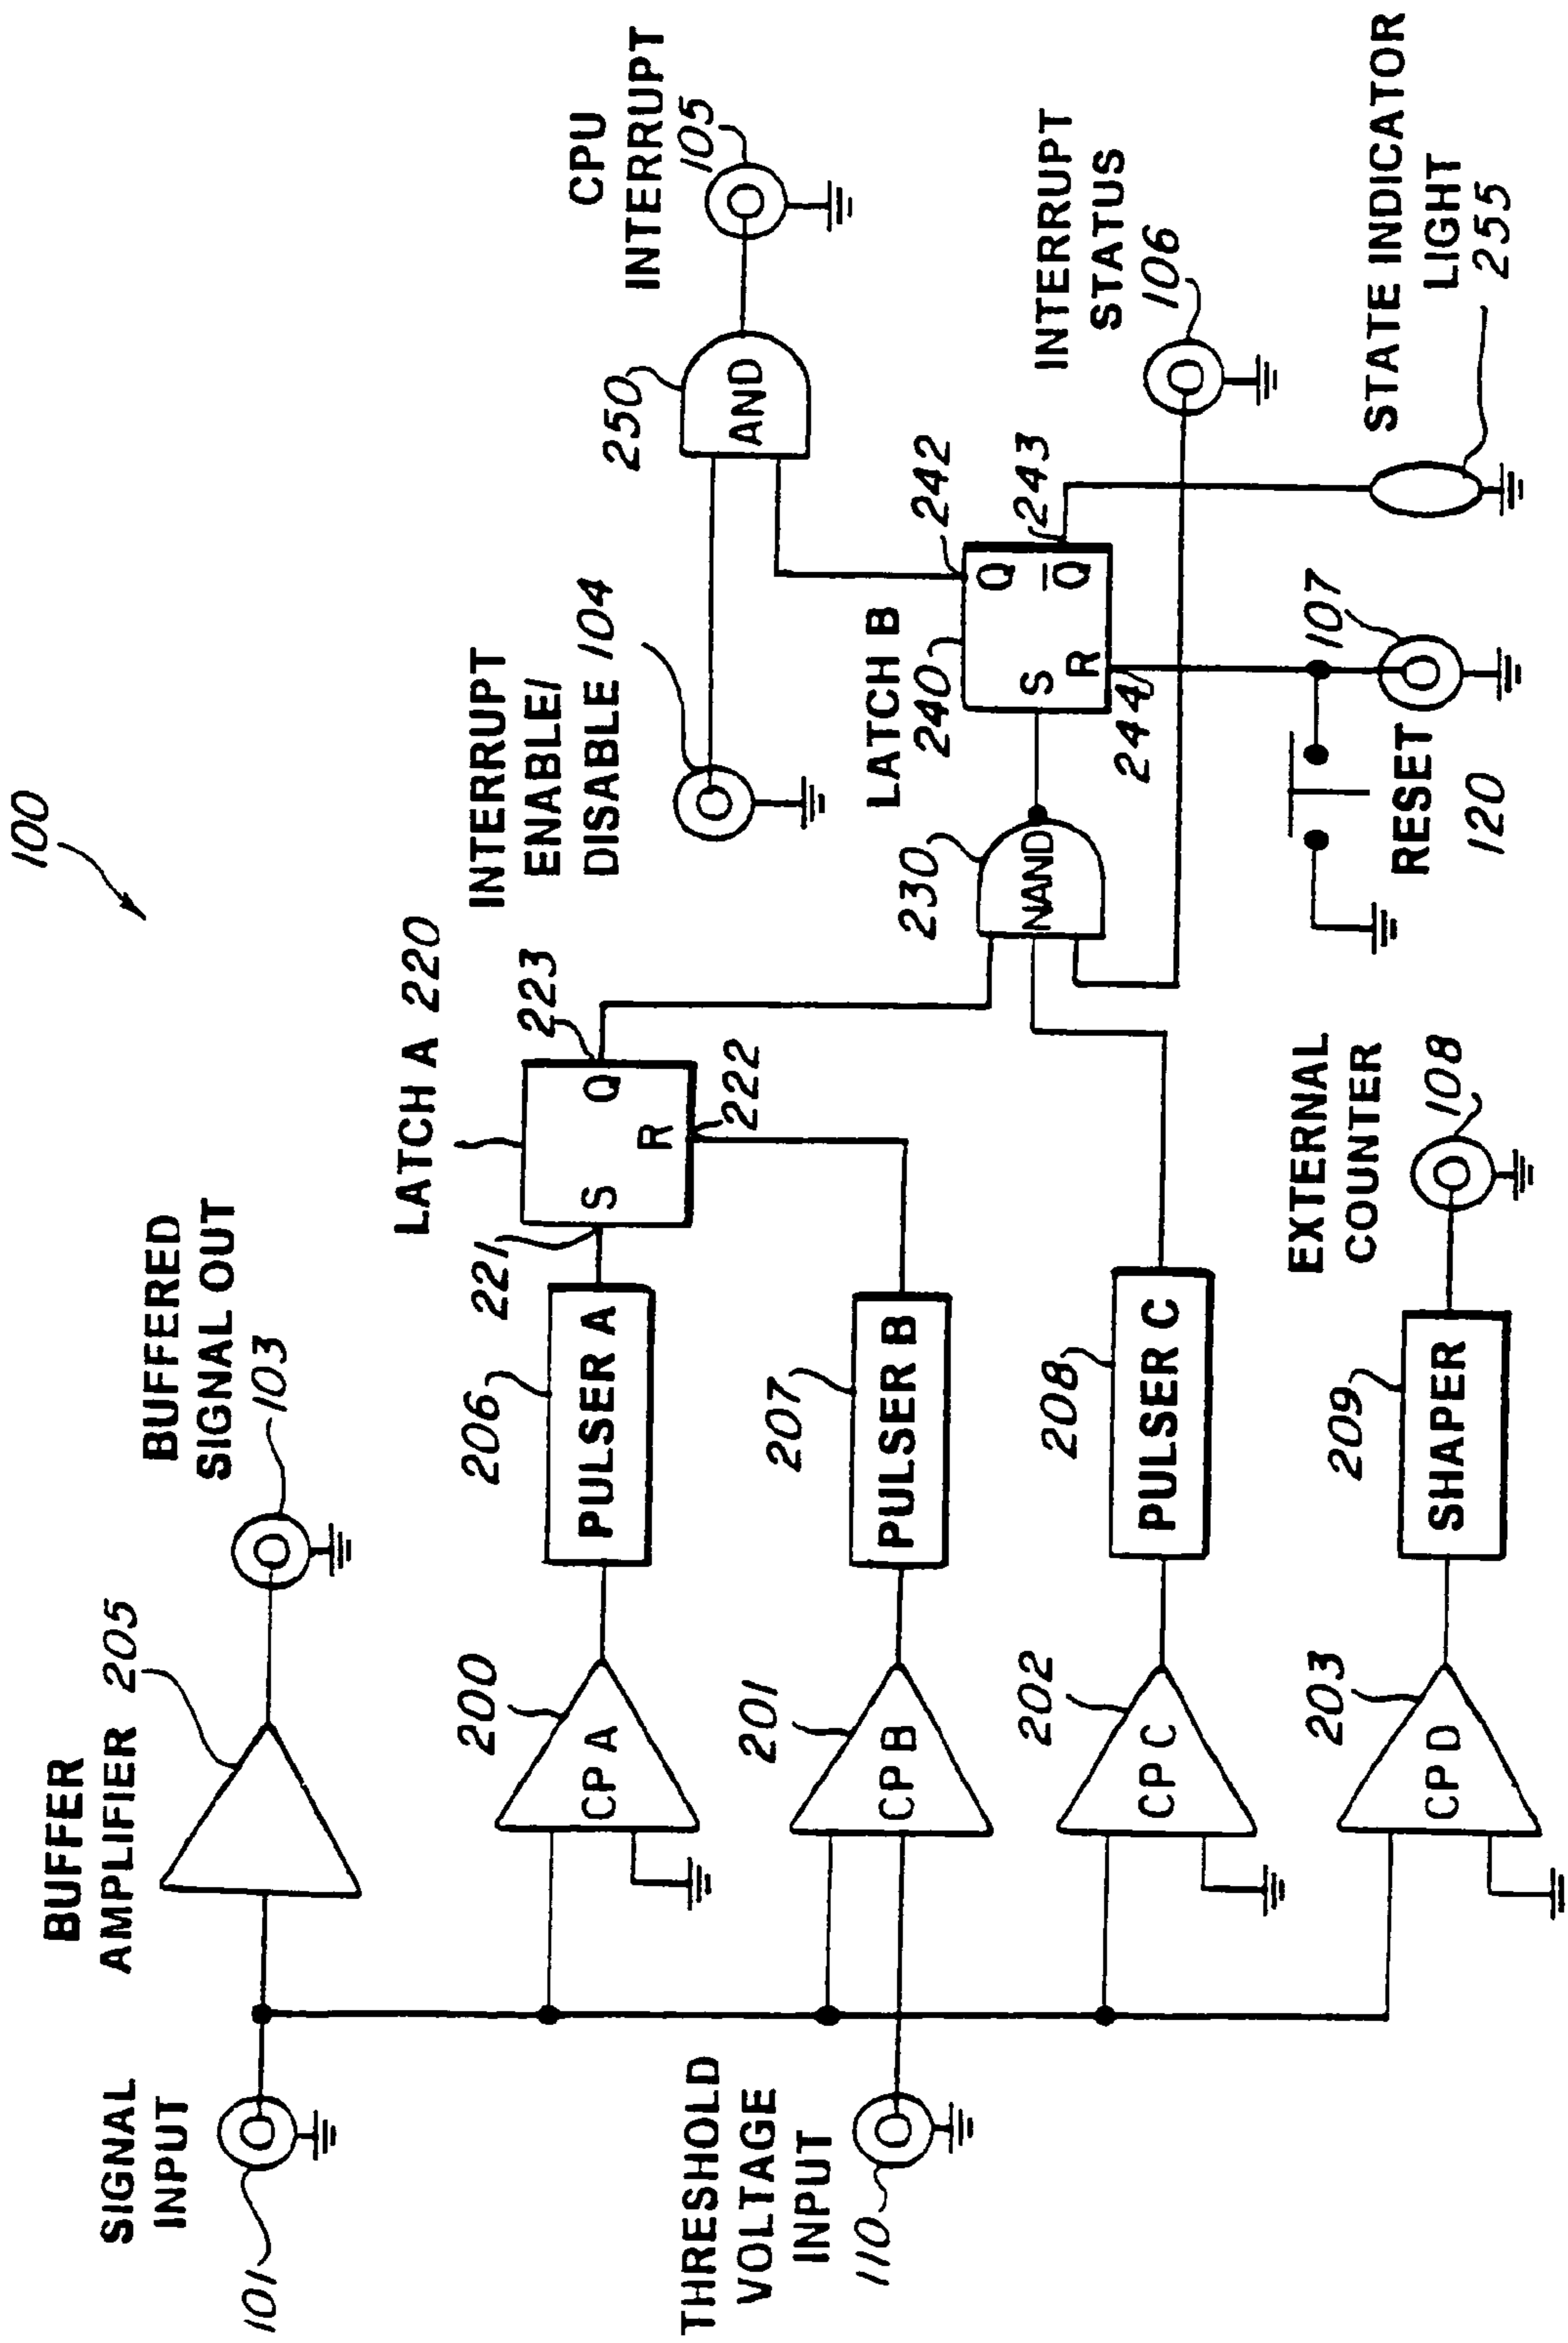 100
BUFFER
AMPLIFIER 205
BUFFERED
SIGNAL OUT
103
SIGNAL
INPUT
101
LATCH A 220
200
CP A
206
PULSER A
221
S
Q
R
223
222
INTERRUPT
ENABLE/
DISABLE 104
250
AND
CPU
INTERRUPT
105
THRESHOLD
VOLTAGE
INPUT
110
201
CP B
207
PULSER B
230
NAND
LATCH B
240
S
R
Q
Q̅
242
243
244
INTERRUPT
STATUS
106
202
CP C
208
PULSER C
203
CP D
209
SHAPER
EXTERNAL
COUNTER
108
RESET
120
107
STATE INDICATOR
LIGHT
255